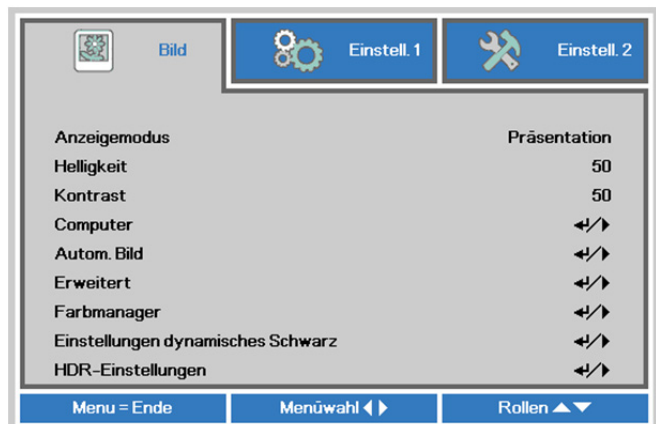 Bild Einstell. 1 Einstell. 2
Anzeigemodus Präsentation
Helligkeit 50
Kontrast 50
Computer
Autom. Bild
Erweitert
Farbmanager
Einstellungen dynamisches Schwarz
HDR-Einstellungen
Menu = Ende Menüwahl Rollen